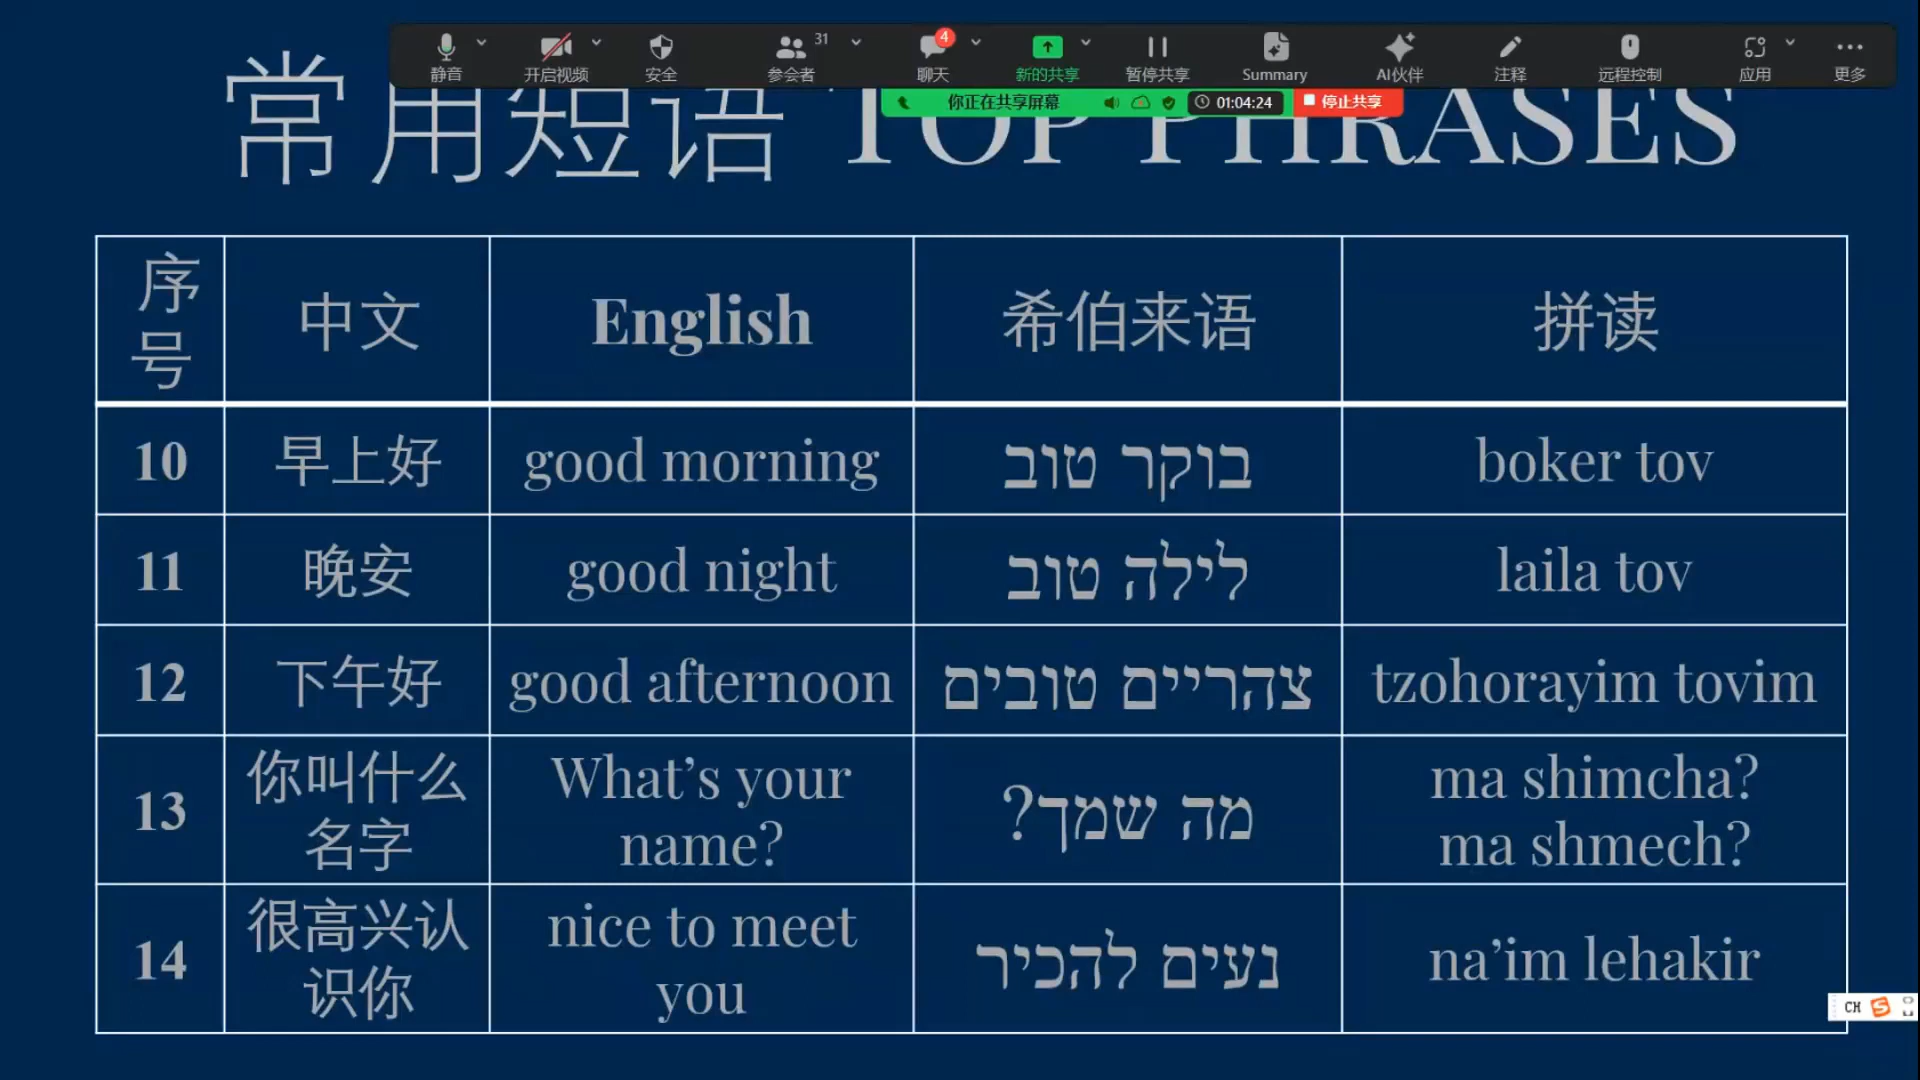 静音
开启视频
安全
参会者
31
聊天
4
新的共享
暂停共享
Summary
AI伙伴
注释
远程控制
应用
更多
你正在共享屏幕
01:04:24
停止共享
常用短语 TOP PHRASES
序号 中文 English 希伯来语 拼读
10 早上好 good morning בוקר טוב boker tov
11 晚安 good night לילה טוב laila tov
12 下午好 good afternoon צהריים טובים tzohorayim tovim
13 你叫什么名字 What’s your name? מה שמך? ma shimcha? ma shmech?
14 很高兴认识你 nice to meet you נעים להכיר na’im lehakir
CH